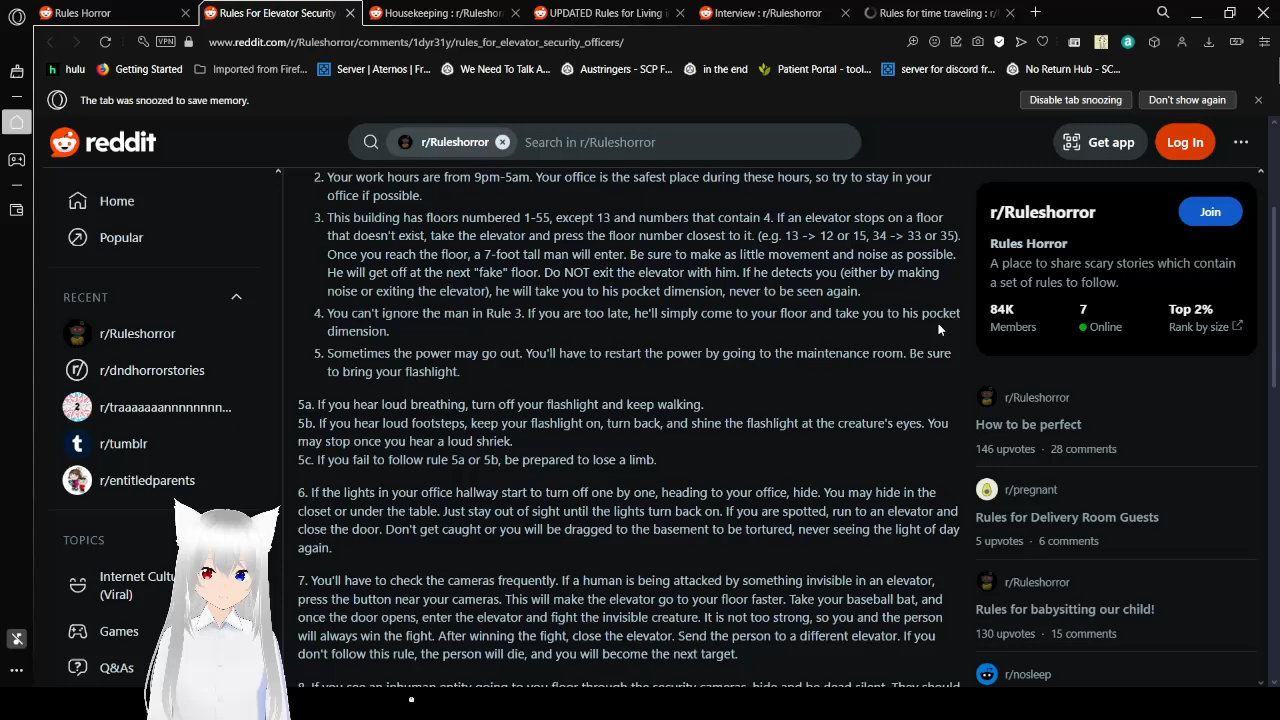 Rules Horror
Rules For Elevator Security
Housekeeping : r/Ruleshorror
UPDATED Rules for Living i
Interview : r/Ruleshorror
Rules for time traveling : r/
VPN
www.reddit.com/r/Ruleshorror/comments/1dyr31y/rules_for_elevator_security_officers/
hulu
Getting Started
Imported from Firef...
Server | Aternos | Fr...
We Need To Talk A...
Austringers - SCP F...
in the end
Patient Portal - tool...
server for discord fr...
No Return Hub - SC...
The tab was snoozed to save memory.
Disable tab snoozing
Don't show again
reddit
r/Ruleshorror
Search in r/Ruleshorror
Get app
Log In
Home
Popular
RECENT
r/Ruleshorror
r/dndhorrorstories
r/traaaaaaannnnnnnn...
r/tumblr
r/entitledparents
TOPICS
Internet Cultu
(Viral)
Games
Q&As
2. Your work hours are from 9pm-5am. Your office is the safest place during these hours, so try to stay in your
office if possible.
3. This building has floors numbered 1-55, except 13 and numbers that contain 4. If an elevator stops on a floor
that doesn't exist, take the elevator and press the floor number closest to it. (e.g. 13 -> 12 or 15, 34 -> 33 or 35).
Once you reach the floor, a 7-foot tall man will enter. Be sure to make as little movement and noise as possible.
He will get off at the next "fake" floor. Do NOT exit the elevator with him. If he detects you (either by making
noise or exiting the elevator), he will take you to his pocket dimension, never to be seen again.
4. You can't ignore the man in Rule 3. If you are too late, he'll simply come to your floor and take you to his pocket
dimension.
5. Sometimes the power may go out. You'll have to restart the power by going to the maintenance room. Be sure
to bring your flashlight.
5a. If you hear loud breathing, turn off your flashlight and keep walking.
5b. If you hear loud footsteps, keep your flashlight on, turn back, and shine the flashlight at the creature's eyes. You
may stop once you hear a loud shriek.
5c. If you fail to follow rule 5a or 5b, be prepared to lose a limb.
6. If the lights in your office hallway start to turn off one by one, heading to your office, hide. You may hide in the
closet or under the table. Just stay out of sight until the lights turn back on. If you are spotted, run to an elevator and
close the door. Don't get caught or you will be dragged to the basement to be tortured, never seeing the light of day
again.
7. You'll have to check the cameras frequently. If a human is being attacked by something invisible in an elevator,
press the button near your cameras. This will make the elevator go to your floor faster. Take your baseball bat, and
once the door opens, enter the elevator and fight the invisible creature. It is not too strong, so you and the person
will always win the fight. After winning the fight, close the elevator. Send the person to a different elevator. If you
don't follow this rule, the person will die, and you will become the next target.
8. If you see an inhuman entity going to you floor through the security cameras, hide and be dead silent. They should
r/Ruleshorror
Join
Rules Horror
A place to share scary stories which contain
a set of rules to follow.
84K
7
Top 2%
Members
Online
Rank by size
r/Ruleshorror
How to be perfect
146 upvotes · 28 comments
r/pregnant
Rules for Delivery Room Guests
5 upvotes · 6 comments
r/Ruleshorror
Rules for babysitting our child!
130 upvotes · 15 comments
r/nosleep